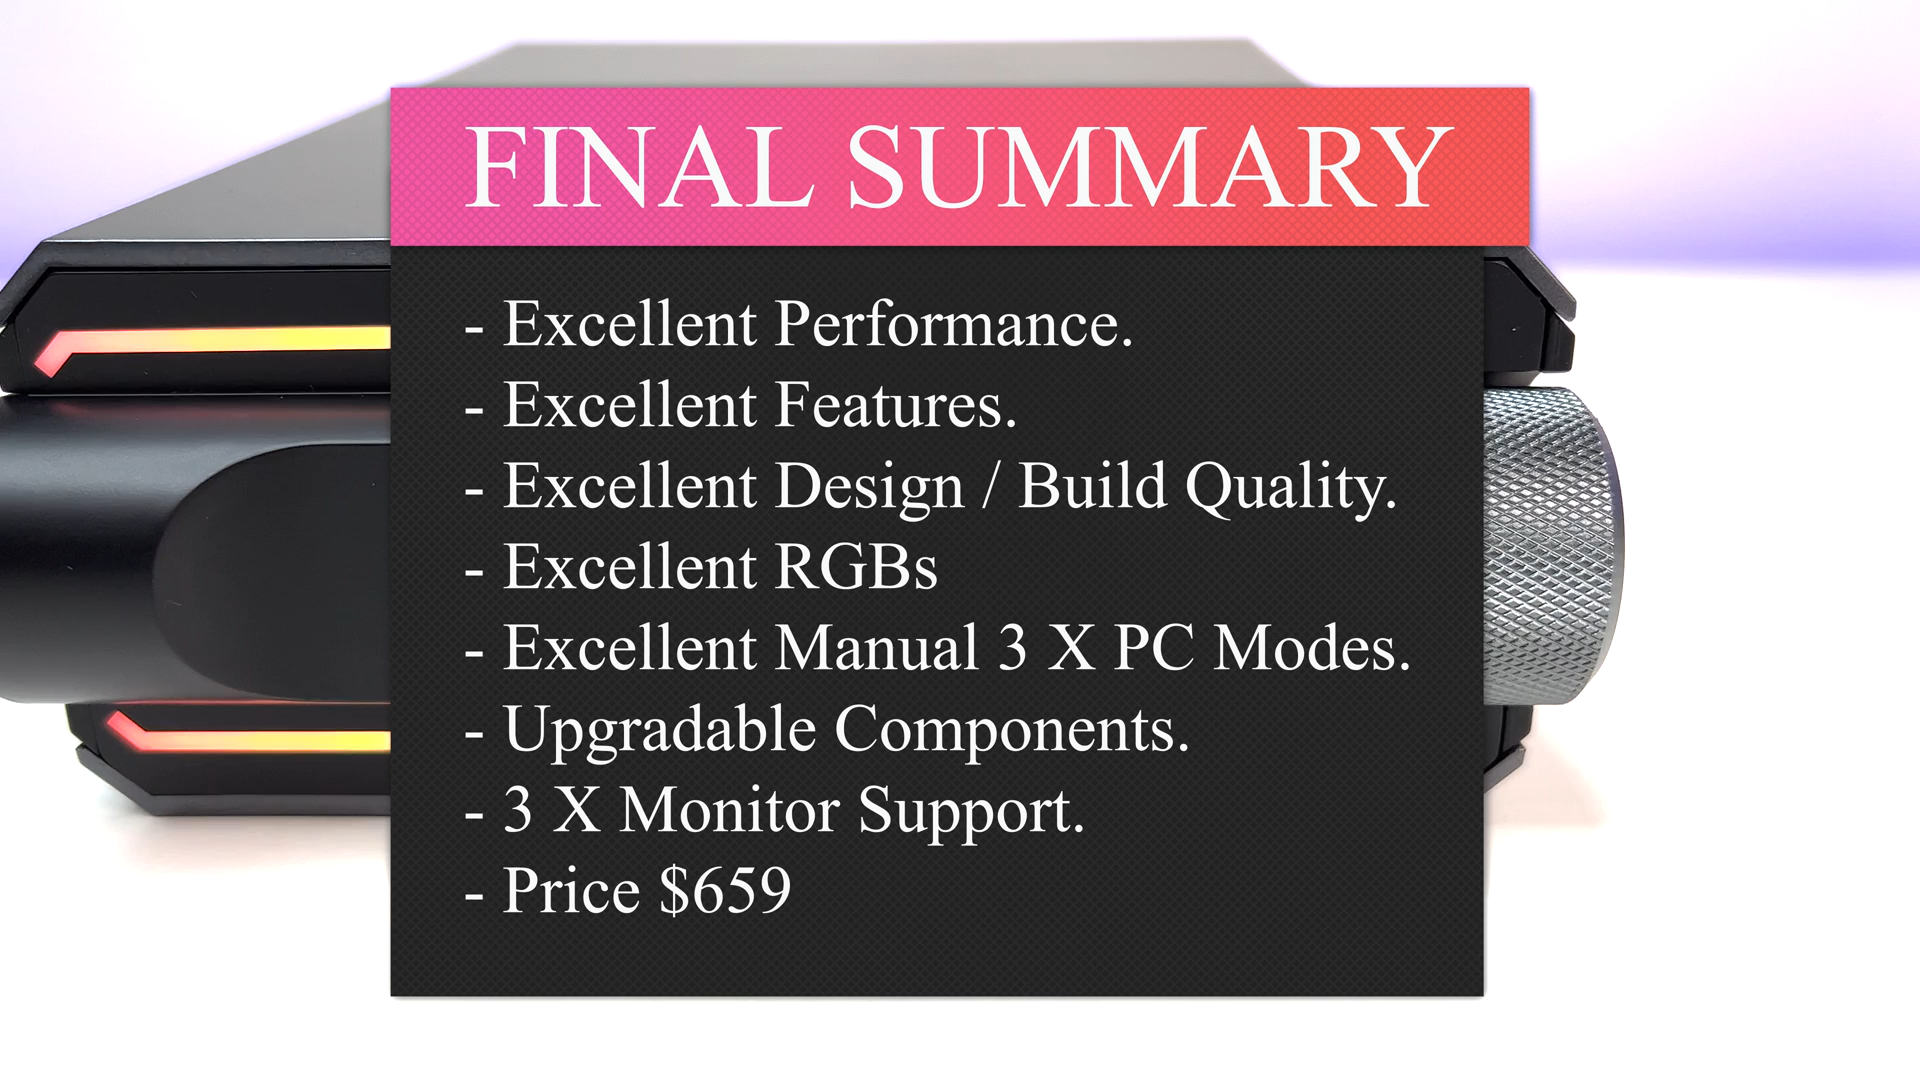 FINAL SUMMARY
- Excellent Performance.
- Excellent Features.
- Excellent Design / Build Quality.
- Excellent RGBs
- Excellent Manual 3 X PC Modes.
- Upgradable Components.
- 3 X Monitor Support.
- Price $659